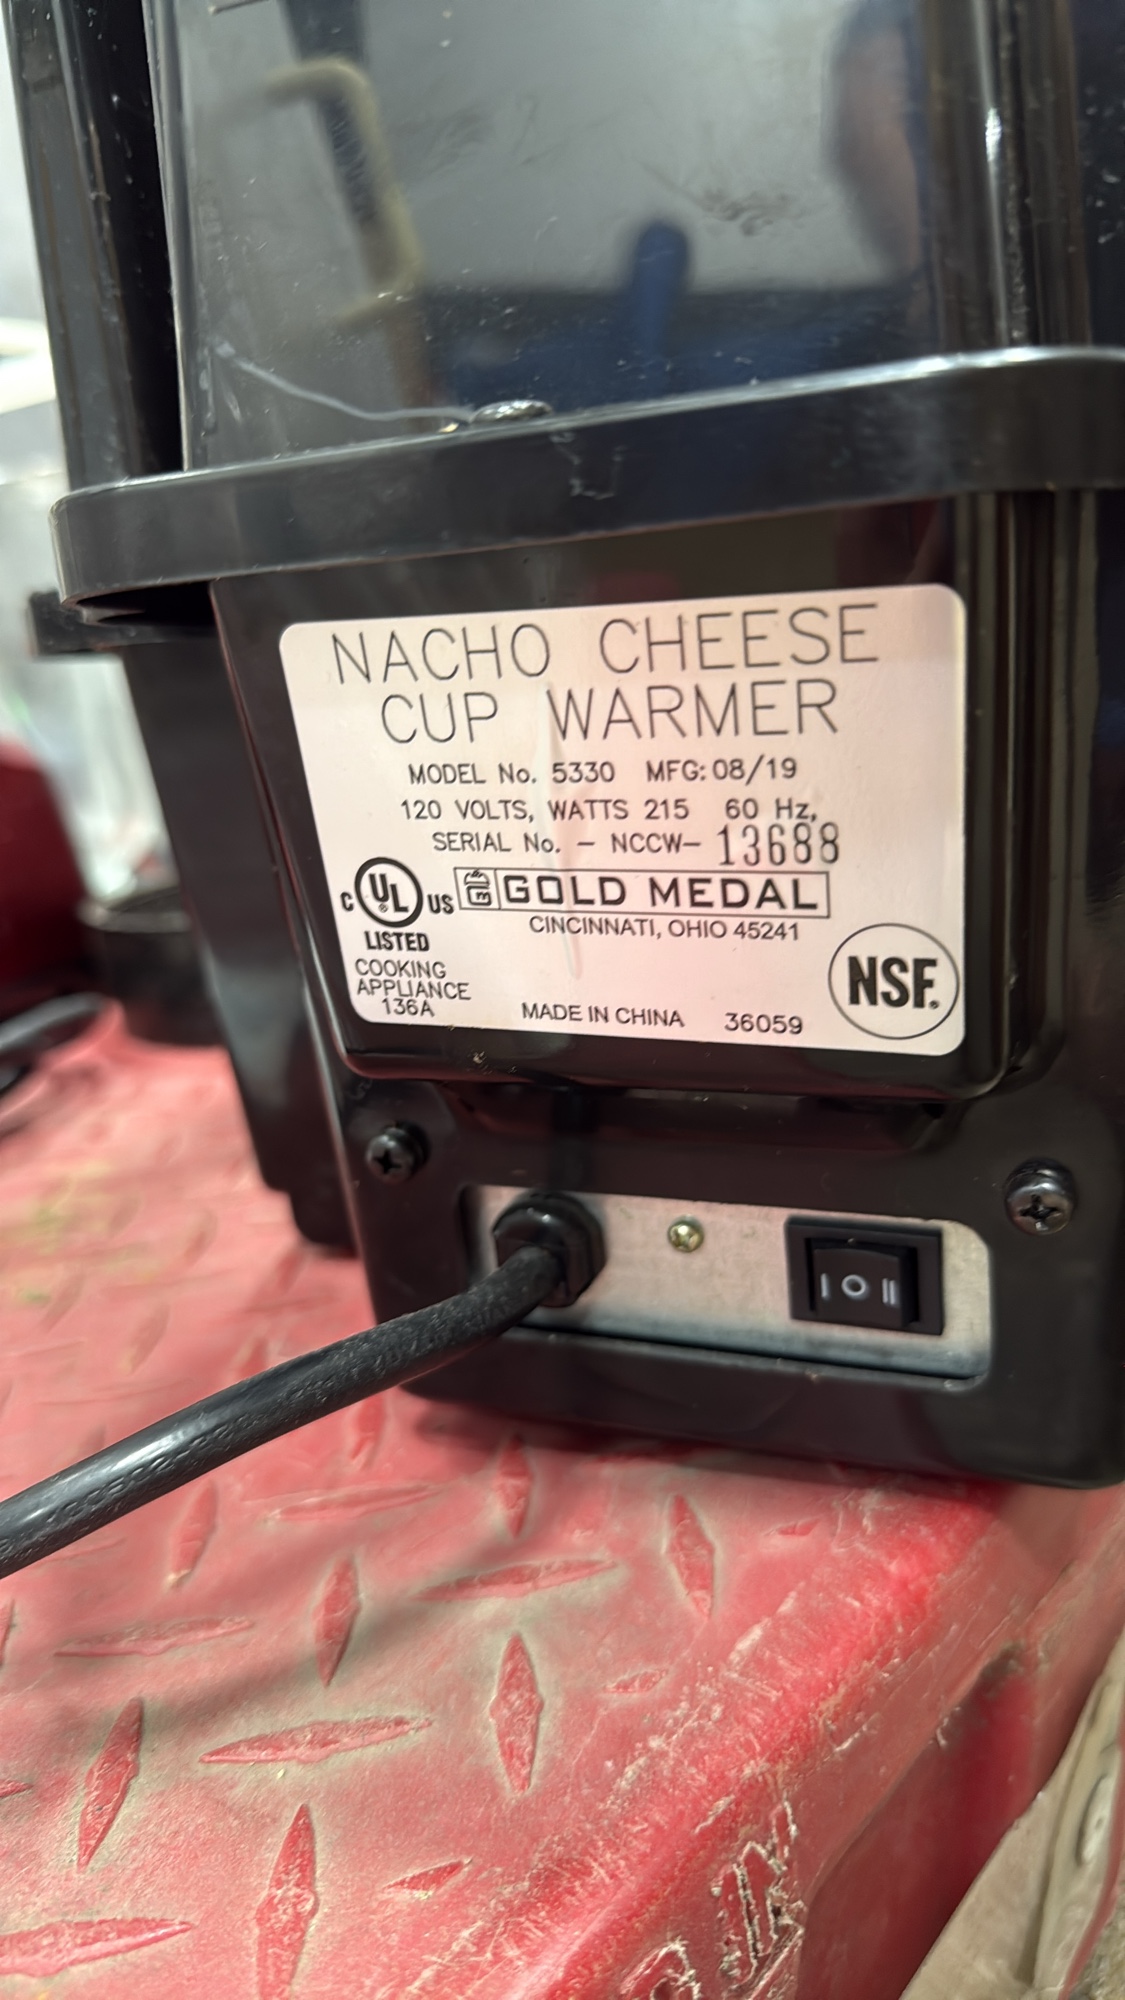 NACHO CHEESE
CUP WARMER
MODEL No. 5330 MFG: 08/19
120 VOLTS, WATTS 215 60 Hz,
SERIAL No. - NCCW- 13688
C UL® US GOLD MEDAL
LISTED
CINCINNATI, OHIO 45241
COOKING
APPLIANCE
136A
MADE IN CHINA 36059
NSF®
I O II